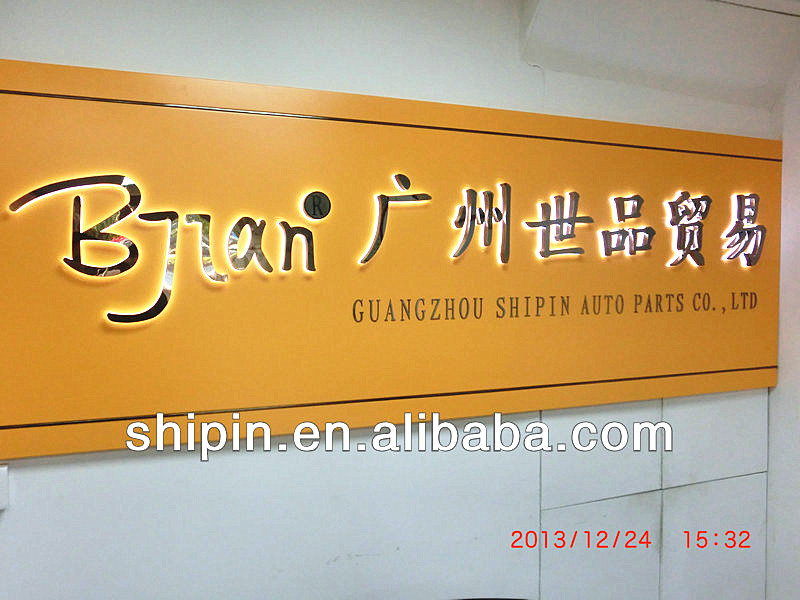 Bjian® 广州世品贸易
GUANGZHOU SHIPIN AUTO PARTS CO.,LTD
shipin.en.alibaba.com
2013/12/24 15:32